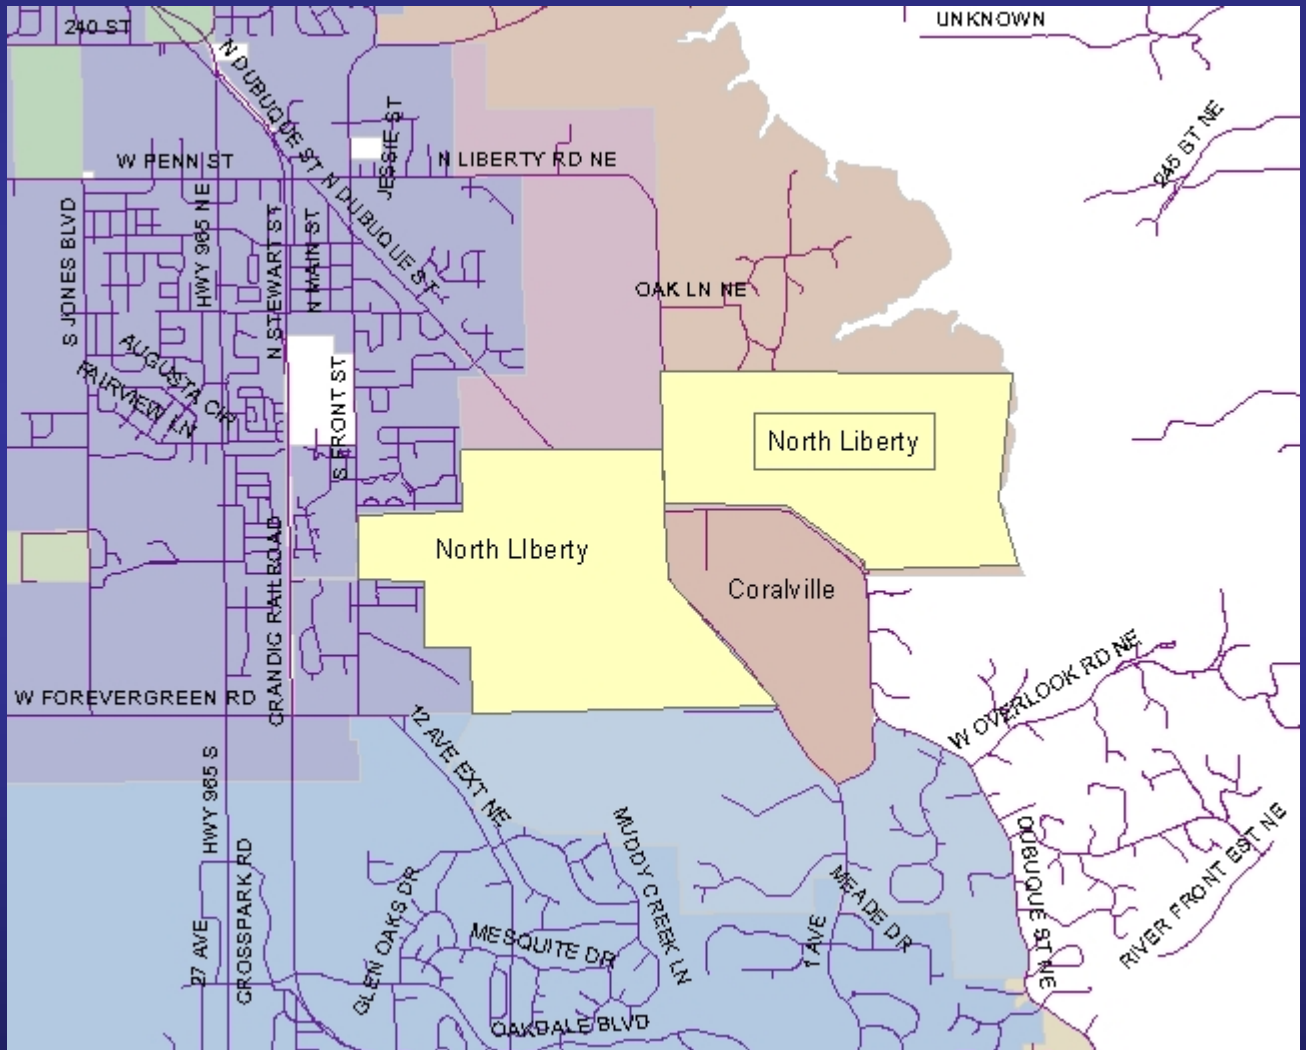 240 ST
UNKNOWN
N DUBUQUE ST
245 ST NE
JESSIE ST
W PENN ST
N LIBERTY RD NE
N DUBUQUE ST
S JONES BLVD
HWY 965 NE
N STEWART ST
N MAIN ST
OAK LN NE
AUGUSTA CIR
FAIRVIEW LN
S FRONT ST
North Liberty
North LIberty
Coralville
CRANDIC RAILROAD
W FOREVERGREEN RD
W OVERLOOK RD NE
12 AVE EXT NE
HWY 965 S
MUDDY CREEK LN
DUBUQUE ST NE
RIVER FRONT EST NE
CROSSPARK RD
GLEN OAKS DR
MEADE DR
27 AVE
MESQUITE DR
1 AVE
OAKDALE BLVD